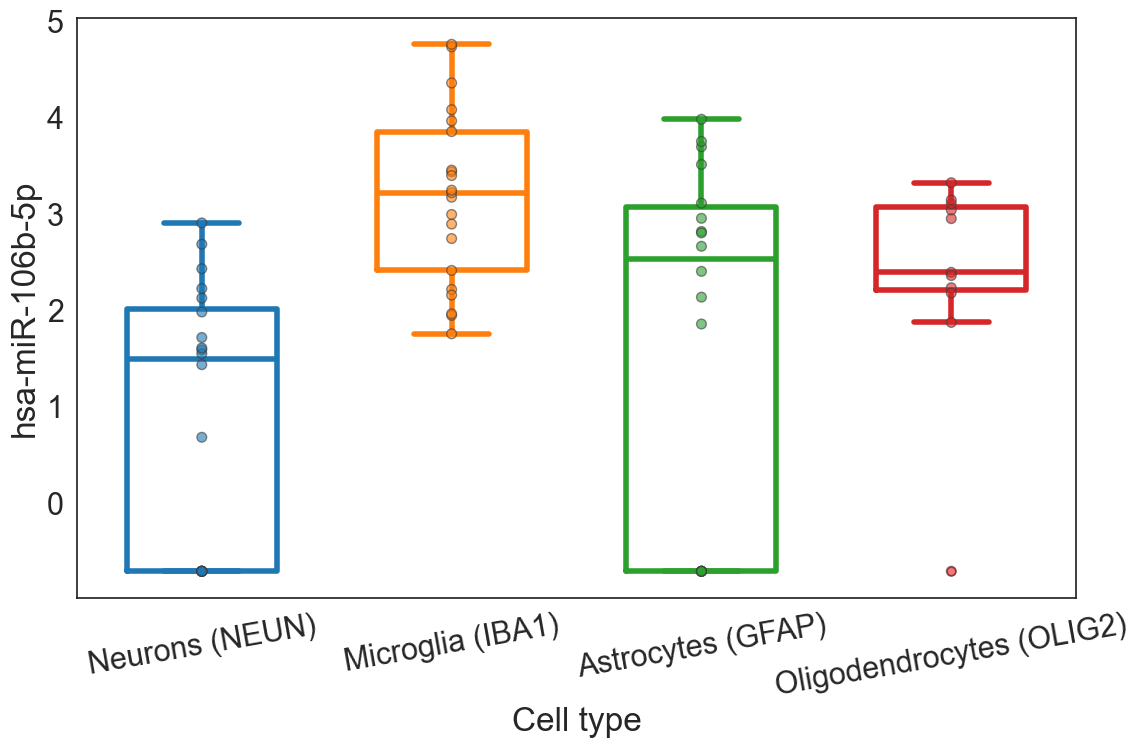 5
4
3
2
1
0
hsa-miR-106b-5p
Neurons (NEUN)
Microglia (IBA1)
Astrocytes (GFAP)
Oligodendrocytes (OLIG2)
Cell type